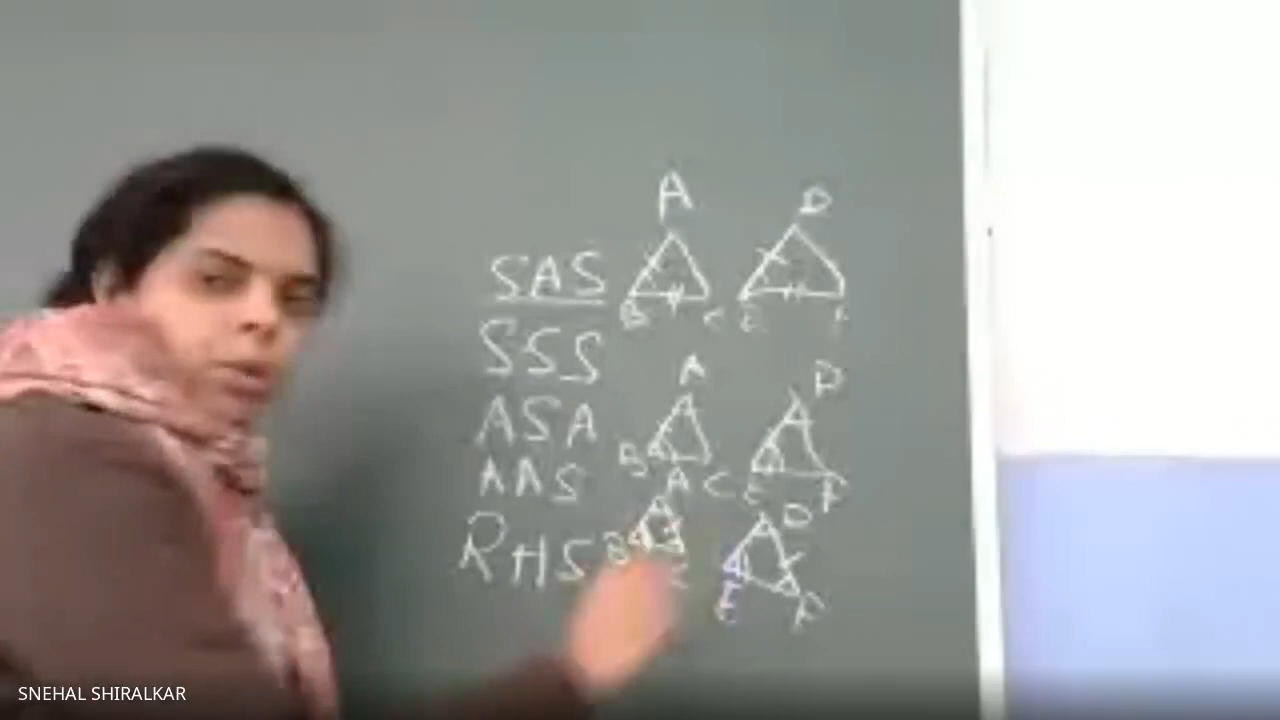 A D
SAS
B C E F
SSS
A D
ASA
B C E F
AAS
A D
RHS
B C E F
SNEHAL SHIRALKAR